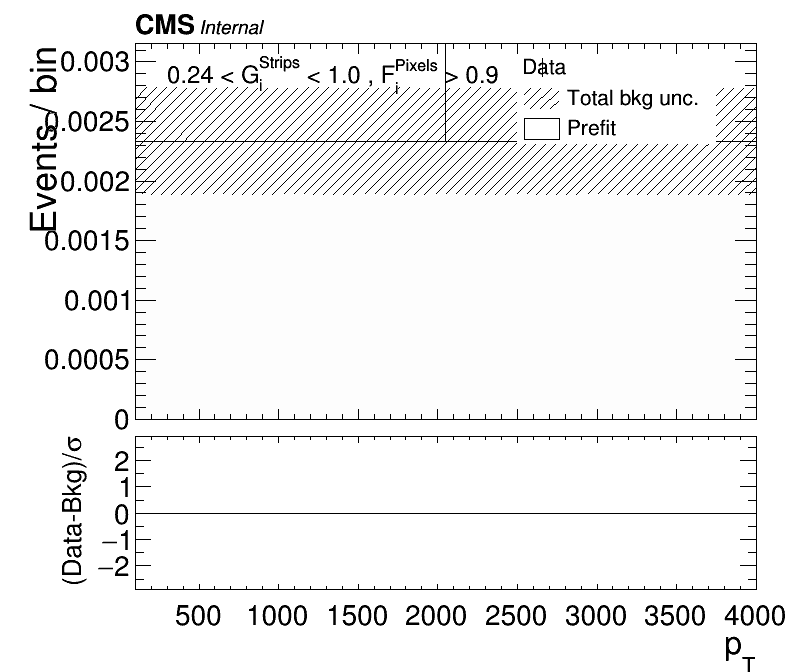 CMS Internal
0.24 < G_i^Strips < 1.0 , F_i^Pixels > 0.9
Data
Total bkg unc.
Prefit
Events / bin
0.003
0.0025
0.002
0.0015
0.001
0.0005
0
(Data-Bkg)/σ
2
1
0
−1
−2
500 1000 1500 2000 2500 3000 3500 4000
p_T